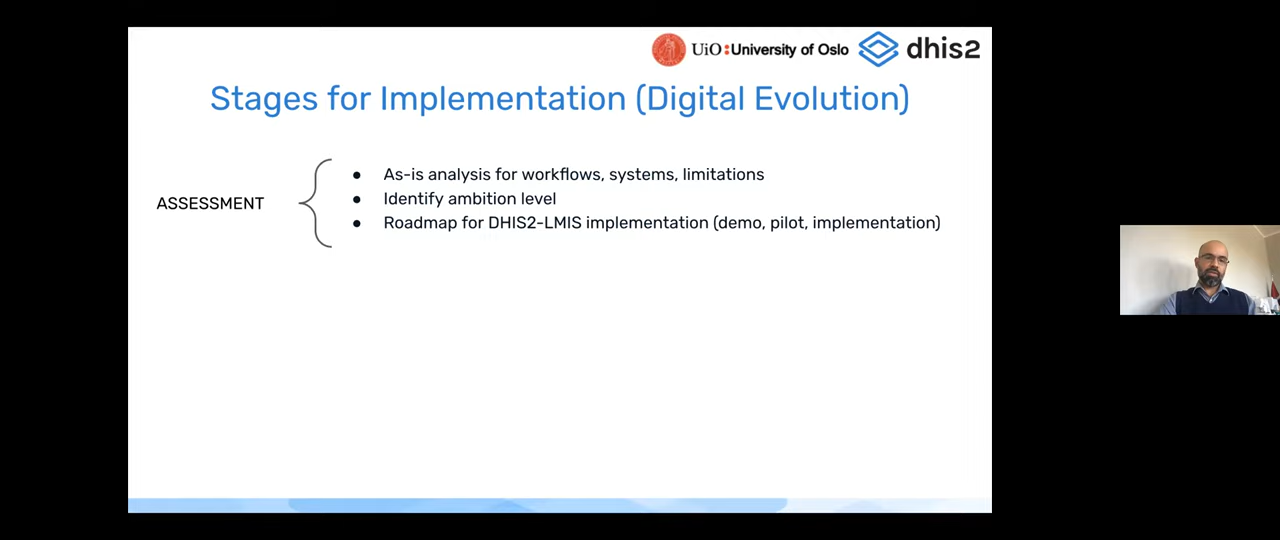 UiO:University of Oslo dhis2
Stages for Implementation (Digital Evolution)
ASSESSMENT
● As-is analysis for workflows, systems, limitations
● Identify ambition level
● Roadmap for DHIS2-LMIS implementation (demo, pilot, implementation)